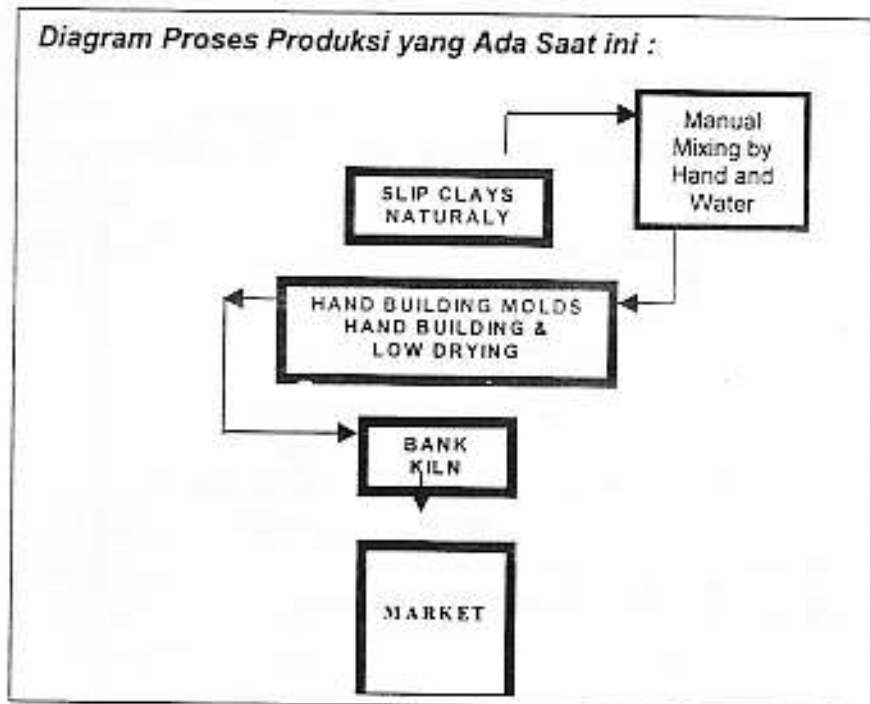 Diagram Proses Produksi yang Ada Saat ini :
SLIP CLAYS
NATURALY
Manual
Mixing by
Hand and
Water
HAND BUILDING MOLDS
HAND BUILDING &
LOW DRYING
BANK
KILN
MARKET